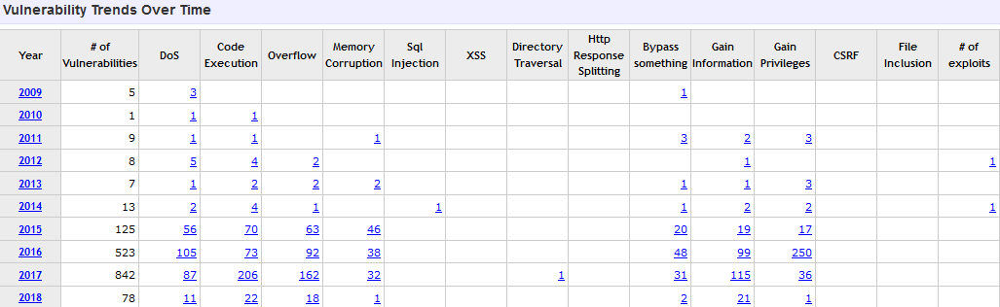 Vulnerability Trends Over Time
Year # of Vulnerabilities DoS Code Execution Overflow Memory Corruption Sql Injection XSS Directory Traversal Http Response Splitting Bypass something Gain Information Gain Privileges CSRF File Inclusion # of exploits
2009 5 3 1
2010 1 1 1
2011 9 1 1 1 3 2 3
2012 8 5 4 2 1 1
2013 7 1 2 2 2 1 1 3
2014 13 2 4 1 1 1 2 2 1
2015 125 56 70 63 46 20 19 17
2016 523 105 73 92 38 48 99 250
2017 842 87 206 162 32 1 31 115 36
2018 78 11 22 18 1 2 21 1